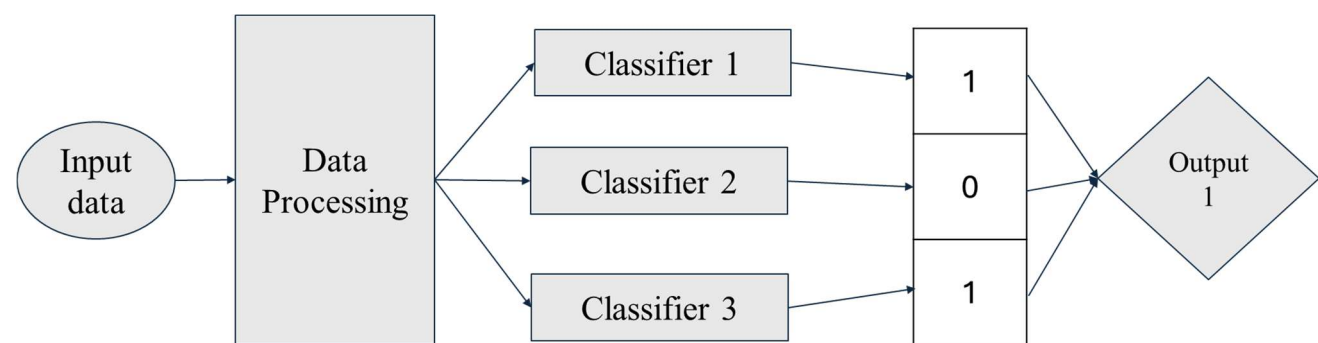 Input
data
Data
Processing
Classifier 1
Classifier 2
Classifier 3
1
0
1
Output
1